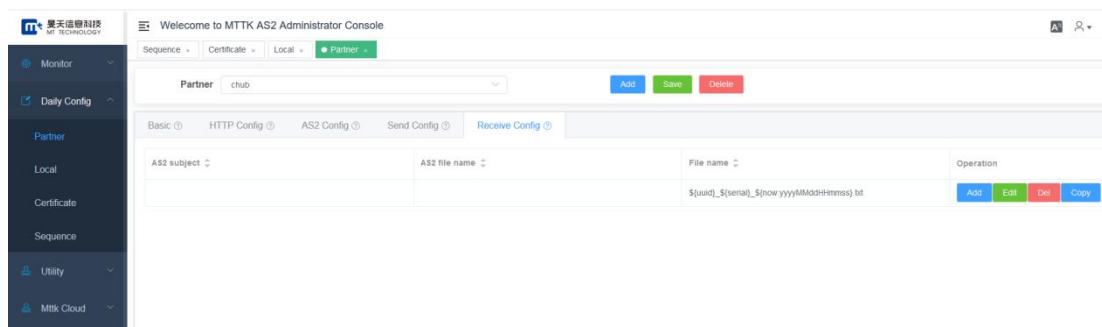 昊天信息科技
MT TECHNOLOGY
Welecome to MTTK AS2 Administrator Console
Sequence × Certificate × Local × Partner ×
Monitor
Partner chub Add Save Delete
Daily Config
Basic HTTP Config AS2 Config Send Config Receive Config
Partner
AS2 subject AS2 file name File name Operation
Local
${uuid}_${serial}_${now:yyyyMMddHHmmss}.txt Add Edit Del Copy
Certificate
Sequence
Utility
Mttk Cloud